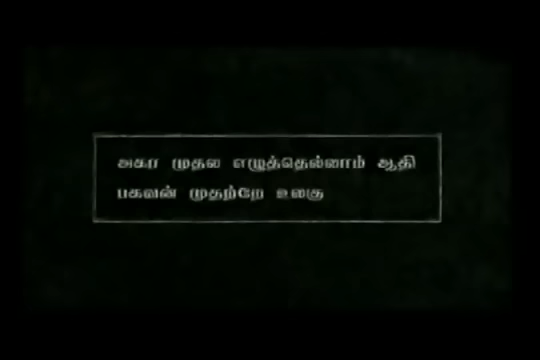 அகர முதல எழுத்தெல்லாம் ஆதி
பகவன் முதற்றே உலகு